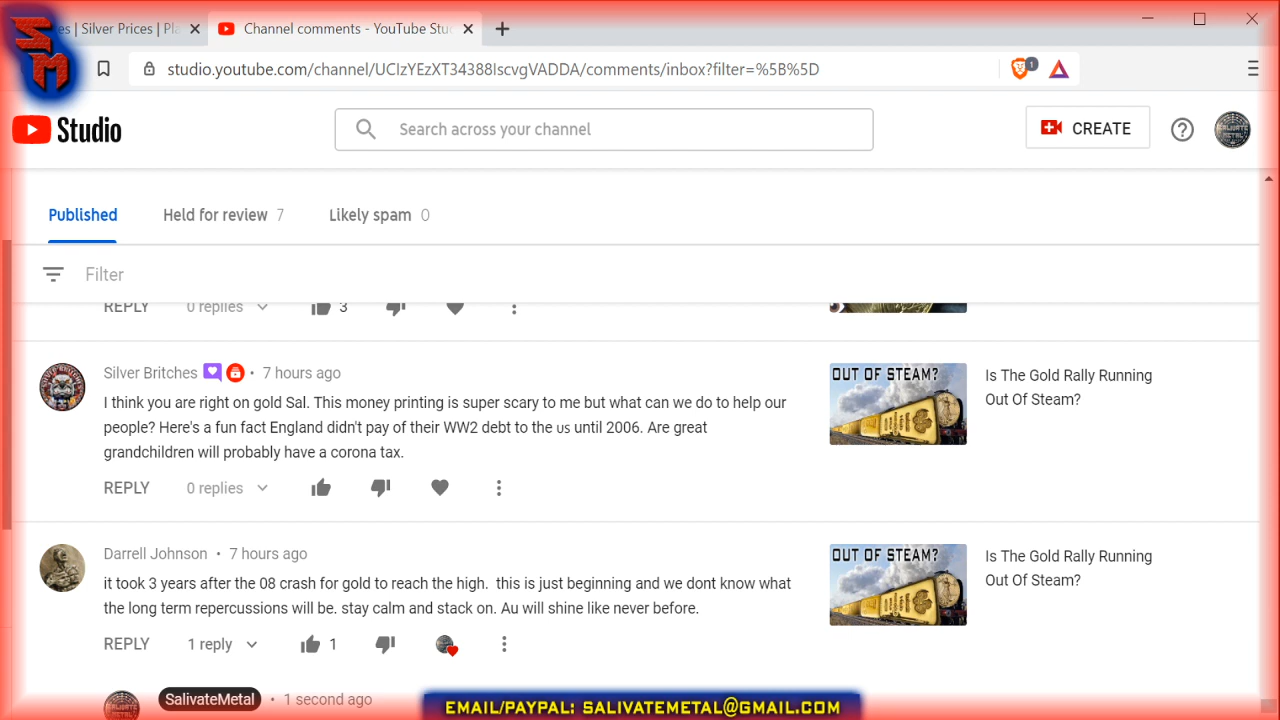 SM
es | Silver Prices | Pla
Channel comments - YouTube Stu
studio.youtube.com/channel/UCIzYEzXT34388IscvgVADDA/comments/inbox?filter=%5B%5D
1
Studio
Search across your channel
CREATE
Published
Held for review 7
Likely spam 0
Filter
REPLY
0 replies
3
Silver Britches • 7 hours ago
I think you are right on gold Sal. This money printing is super scary to me but what can we do to help our
people? Here's a fun fact England didn't pay of their WW2 debt to the us until 2006. Are great
grandchildren will probably have a corona tax.
REPLY
0 replies
OUT OF STEAM?
Is The Gold Rally Running
Out Of Steam?
Darrell Johnson • 7 hours ago
it took 3 years after the 08 crash for gold to reach the high. this is just beginning and we dont know what
the long term repercussions will be. stay calm and stack on. Au will shine like never before.
REPLY
1 reply
1
OUT OF STEAM?
Is The Gold Rally Running
Out Of Steam?
SalivateMetal • 1 second ago
EMAIL/PAYPAL: SALIVATEMETAL@GMAIL.COM